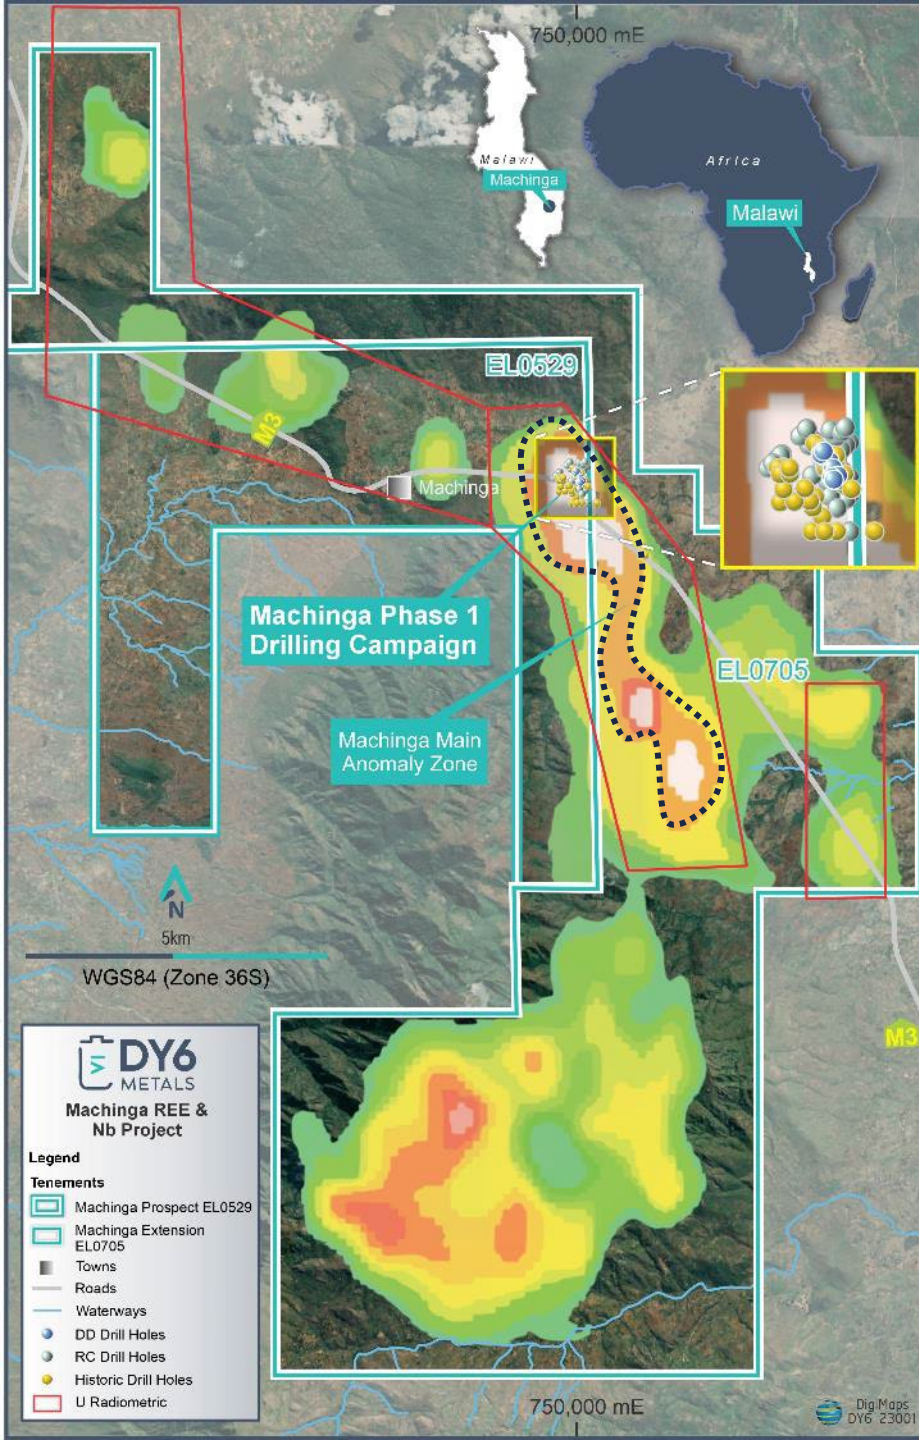 750,000 mE
Malawi
Machinga
Africa
Malawi
EL0529
M3
Machinga
Machinga Phase 1
Drilling Campaign
EL0705
Machinga Main
Anomaly Zone
N
5km
WGS84 (Zone 36S)
M3
DY6
METALS
Machinga REE &
Nb Project
Legend
Tenements
Machinga Prospect EL0529
Machinga Extension
EL0705
Towns
Roads
Waterways
DD Drill Holes
RC Drill Holes
Historic Drill Holes
U Radiometric
750,000 mE
DigMaps
DY6 23001